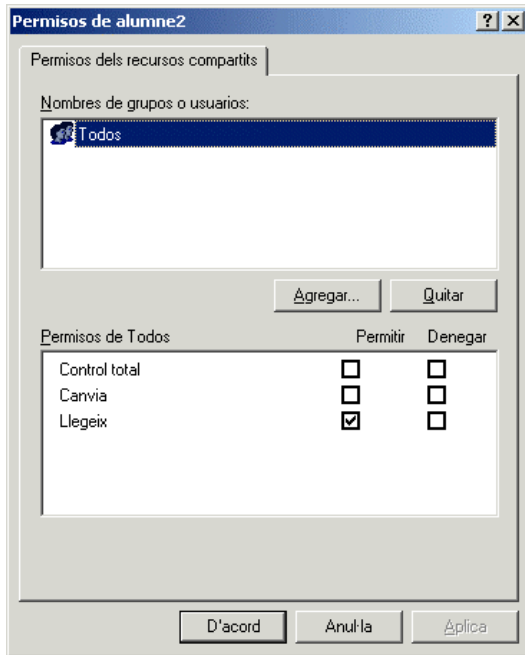 Permisos de alumne2
Permisos dels recursos compartits
Nombres de grupos o usuarios:
Todos
Agregar... Quitar
Permisos de Todos Permitir Denegar
Control total
Canvia
Llegeix
D'acord Anul·la Aplica